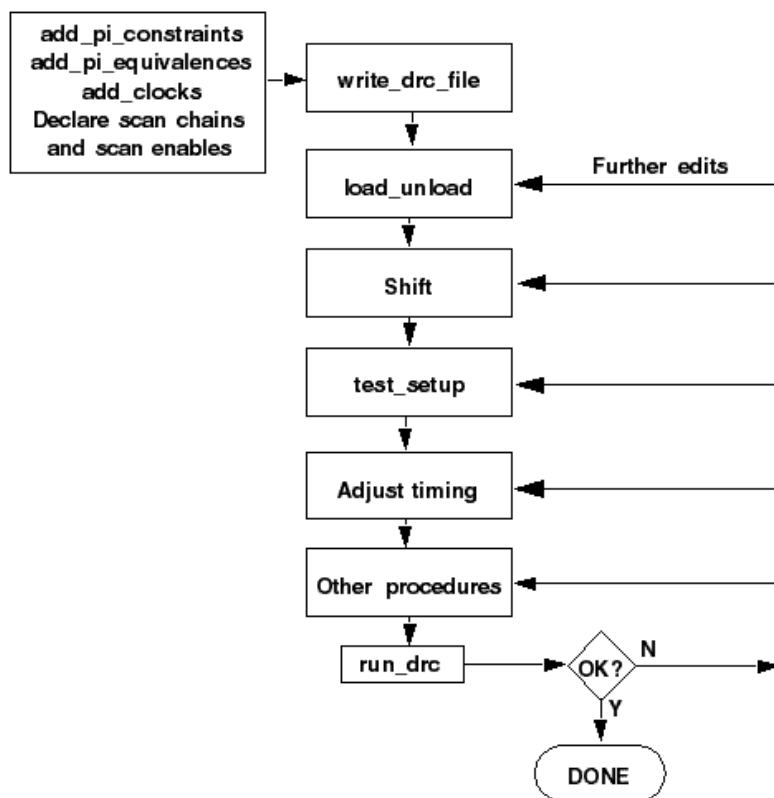 add_pi_constraints
add_pi_equivalences
add_clocks
Declare scan chains
and scan enables
write_drc_file
load_unload
Further edits
Shift
test_setup
Adjust timing
Other procedures
run_drc
OK?
N
Y
DONE